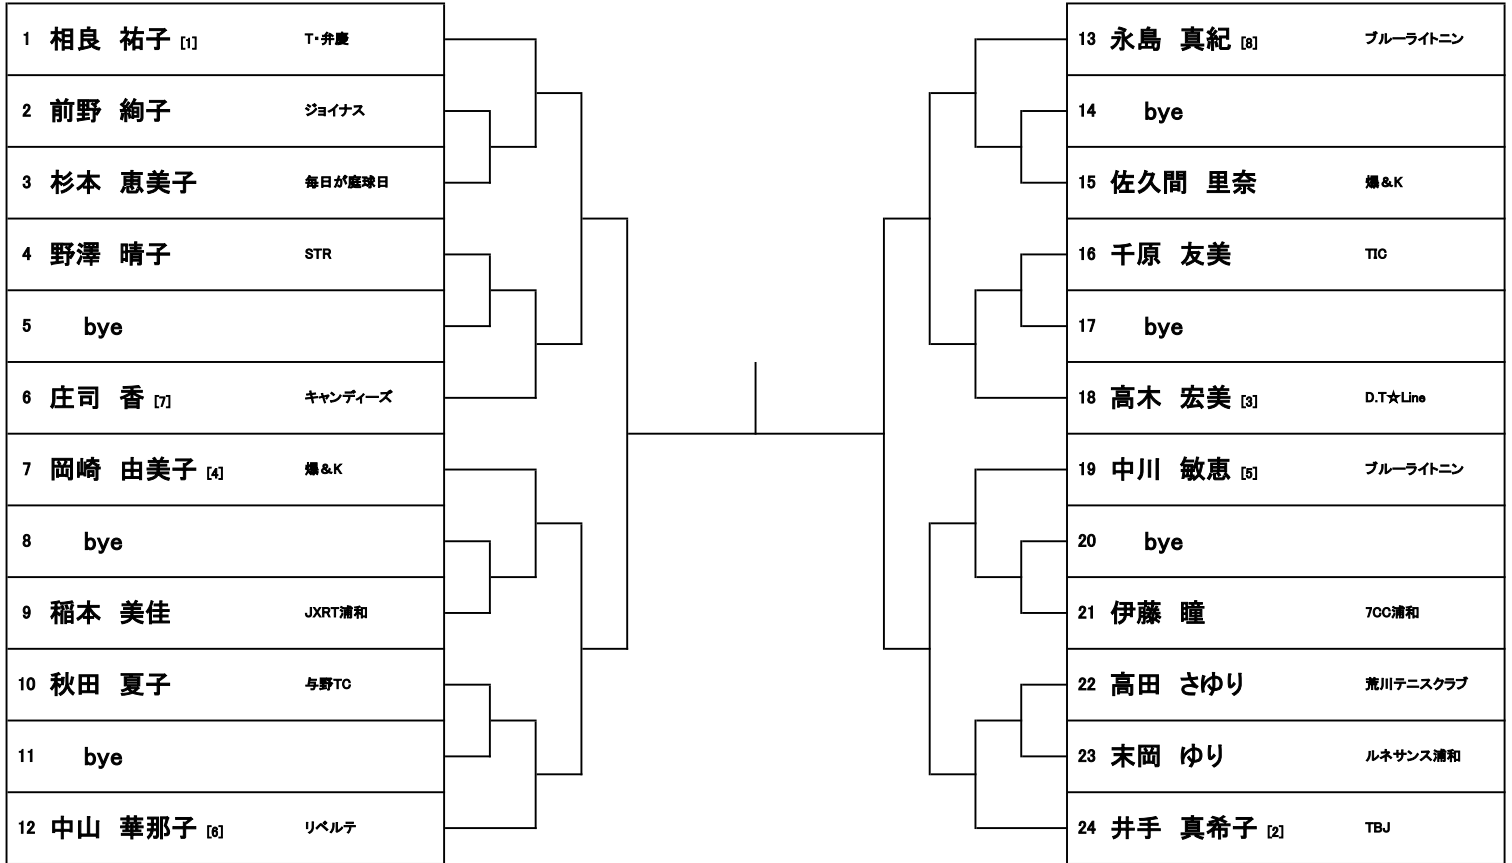 1 相良 祐子 [1] T・弁慶
2 前野 絢子 ジョイナス
3 杉本 恵美子 毎日が庭球日
4 野澤 晴子 STR
5 bye
6 庄司 香 [7] キャンディーズ
7 岡崎 由美子 [4] 爆&K
8 bye
9 稲本 美佳 JXRT浦和
10 秋田 夏子 与野TC
11 bye
12 中山 華那子 [6] リベルテ
13 永島 真紀 [8] ブルーライトニン
14 bye
15 佐久間 里奈 爆&K
16 千原 友美 TIC
17 bye
18 高木 宏美 [3] D.T☆Line
19 中川 敏恵 [5] ブルーライトニン
20 bye
21 伊藤 瞳 7CC浦和
22 高田 さゆり 荒川テニスクラブ
23 末岡 ゆり ルネサンス浦和
24 井手 真希子 [2] TBJ